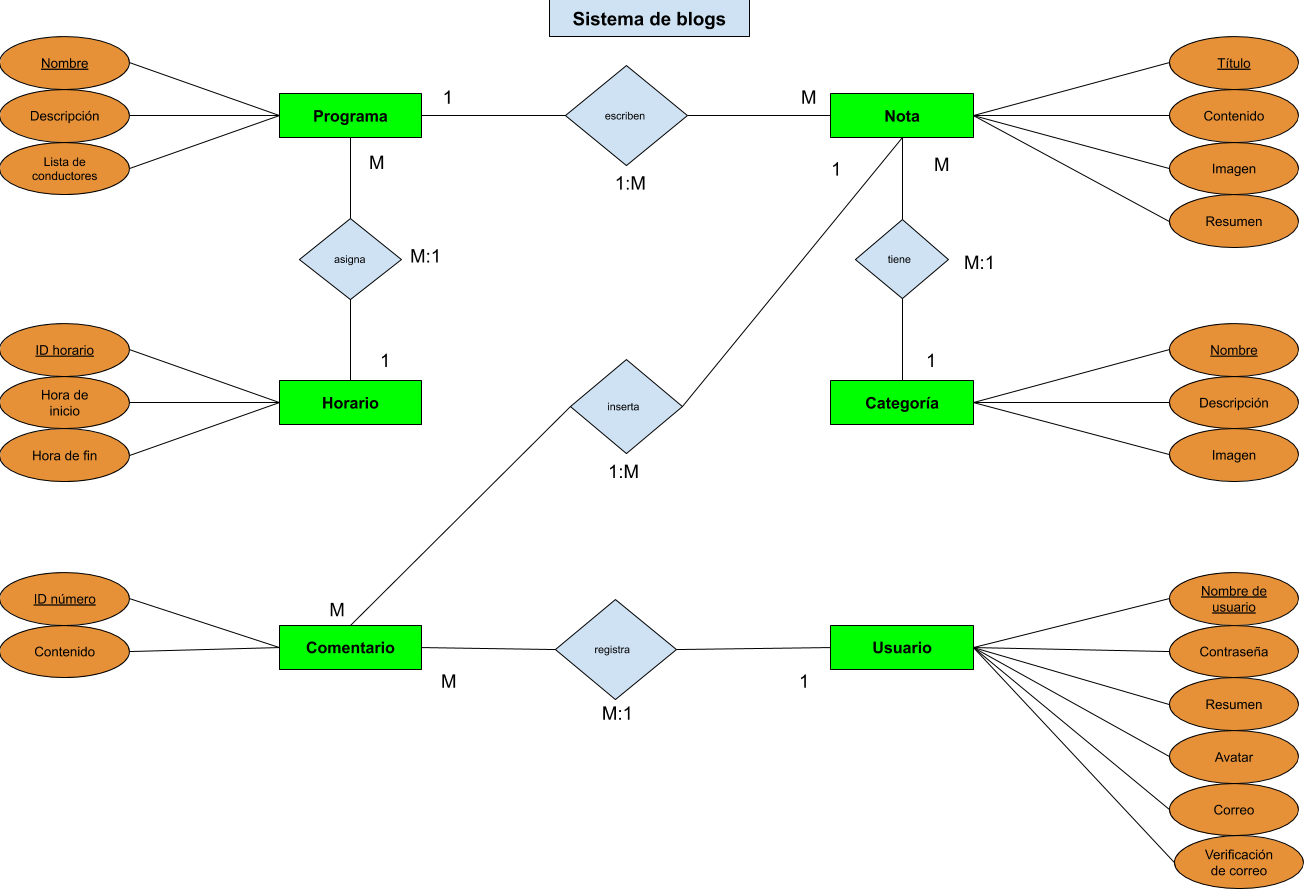 Sistema de blogs
Nombre
Descripción
Lista de
conductores
Programa
1
escriben
1:M
M
Nota
Título
Contenido
Imagen
Resumen
M
asigna
M:1
1
1
M
tiene
M:1
1
ID horario
Hora de
inicio
Hora de fin
Horario
inserta
1:M
Categoría
Nombre
Descripción
Imagen
ID número
Contenido
M
Comentario
M
registra
M:1
1
Usuario
Nombre de
usuario
Contraseña
Resumen
Avatar
Correo
Verificación
de correo